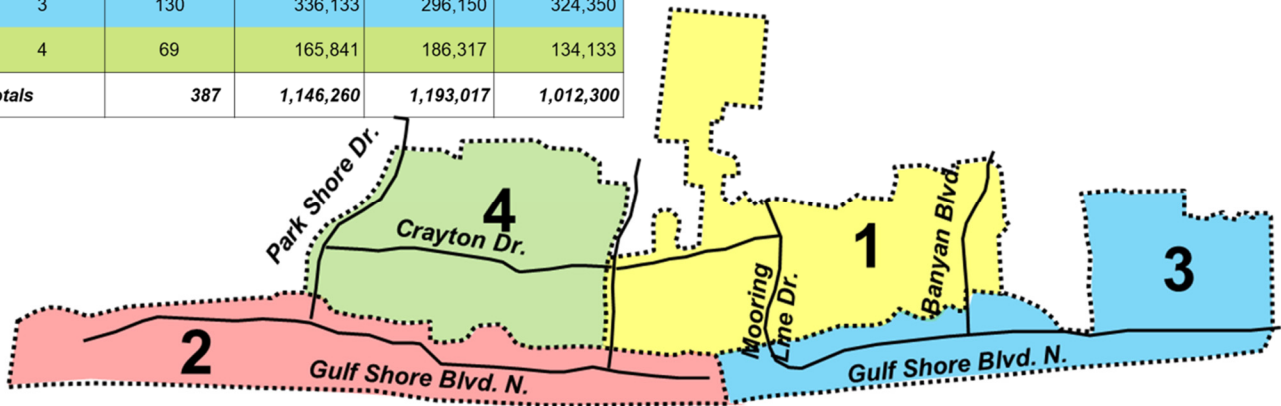 3 130 336,133 296,150 324,350
4 69 165,841 186,317 134,133
otals 387 1,146,260 1,193,017 1,012,300
Park Shore Dr.
4
Crayton Dr.
1
Banyan Blvd.
3
Mooring
Line Dr.
2
Gulf Shore Blvd. N.
Gulf Shore Blvd. N.